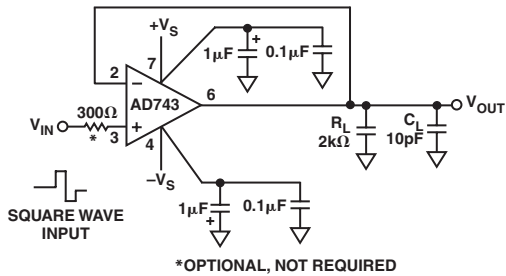 +VS
1µF
+
0.1µF
2
7
−
AD743
6
VOUT
300Ω
VIN
*
3
+
4
RL
2kΩ
CL
10pF
−VS
1µF
+
0.1µF
SQUARE WAVE
INPUT
*OPTIONAL, NOT REQUIRED